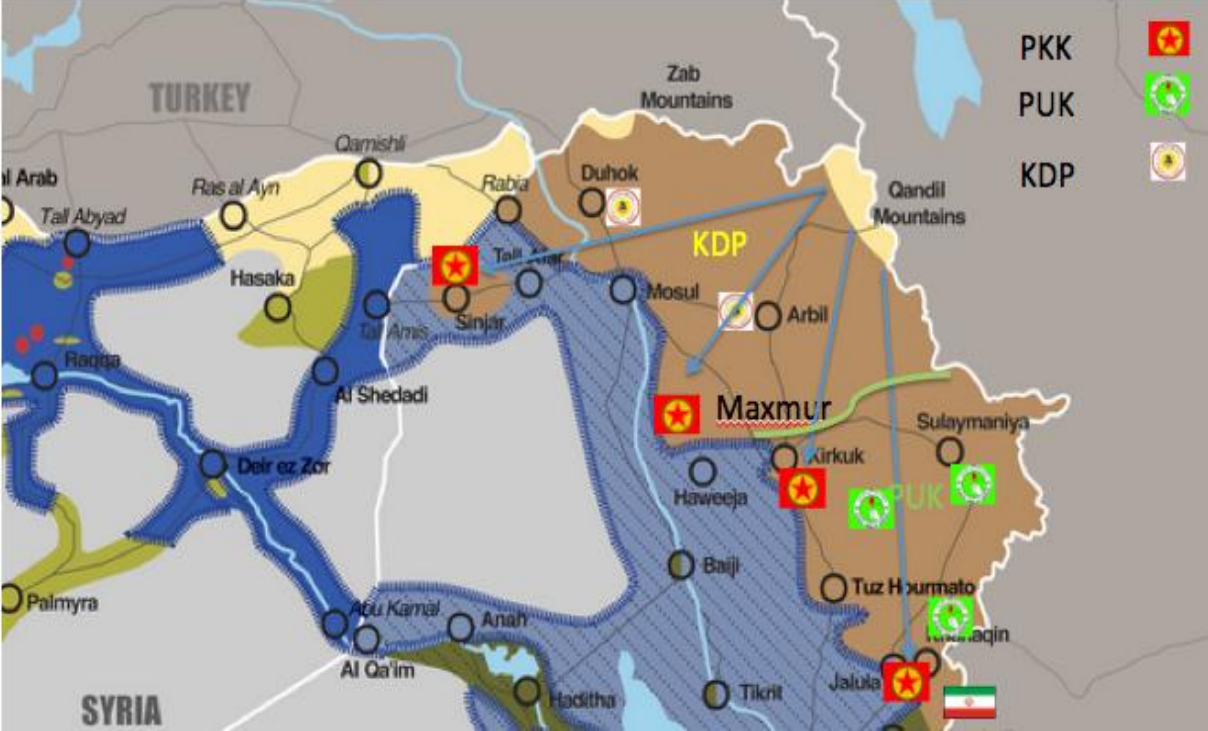 PKK
PUK
KDP
TURKEY
Zab
Mountains
Qamishli
al Arab
Ras al Ayn
Rabia
Duhok
Qandil
Mountains
Tall Abyad
KDP
Hasaka
Tall Afar
Mosul
Arbil
Tall Amis
Sinjar
Raqqa
Al Shedadi
Maxmur
Sulaymaniya
Deir ez Zor
Kirkuk
Haweeja
PUK
Baiji
Tuz Hourmato
Palmyra
Abu Kamal
Anah
Khanaqin
Al Qa'im
Jalula
SYRIA
Haditha
Tikrit